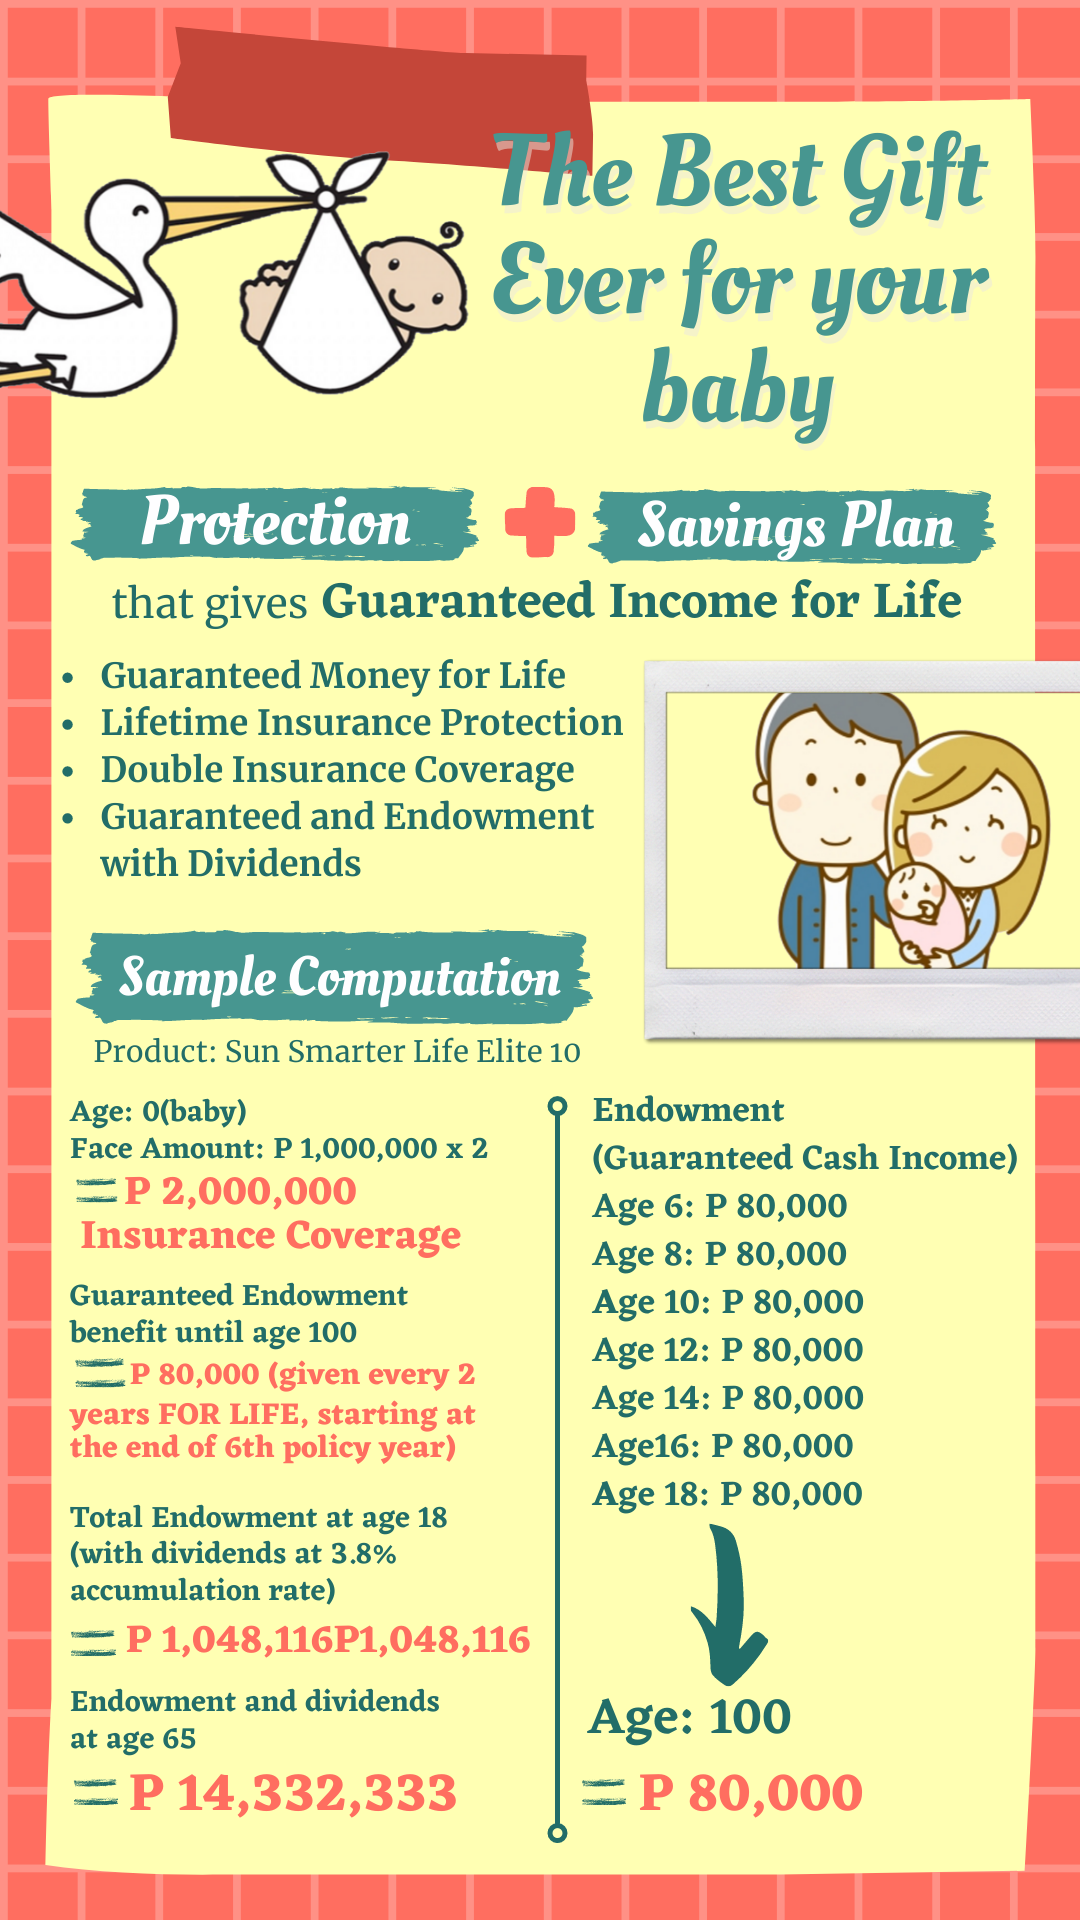 The Best Gift
Ever for your
baby
Protection
Savings Plan
that gives Guaranteed Income for Life
• Guaranteed Money for Life
• Lifetime Insurance Protection
• Double Insurance Coverage
• Guaranteed and Endowment
with Dividends
Sample Computation
Product: Sun Smarter Life Elite 10
Age: 0(baby)
Face Amount: P 1,000,000 x 2
= P 2,000,000
Insurance Coverage
Guaranteed Endowment
benefit until age 100
= P 80,000 (given every 2
years FOR LIFE, starting at
the end of 6th policy year)
Total Endowment at age 18
(with dividends at 3.8%
accumulation rate)
= P 1,048,116P1,048,116
Endowment and dividends
at age 65
= P 14,332,333
Endowment
(Guaranteed Cash Income)
Age 6: P 80,000
Age 8: P 80,000
Age 10: P 80,000
Age 12: P 80,000
Age 14: P 80,000
Age16: P 80,000
Age 18: P 80,000
Age: 100
= P 80,000